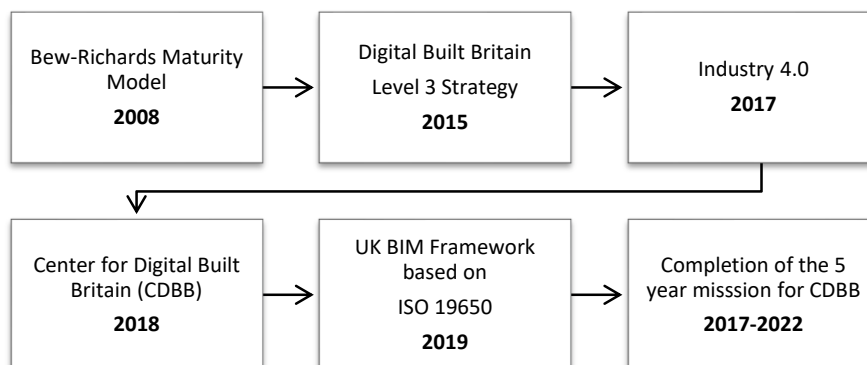 Bew-Richards Maturity
Model
2008
Digital Built Britain
Level 3 Strategy
2015
Industry 4.0
2017
Center for Digital Built
Britain (CDBB)
2018
UK BIM Framework
based on
ISO 19650
2019
Completion of the 5
year misssion for CDBB
2017-2022